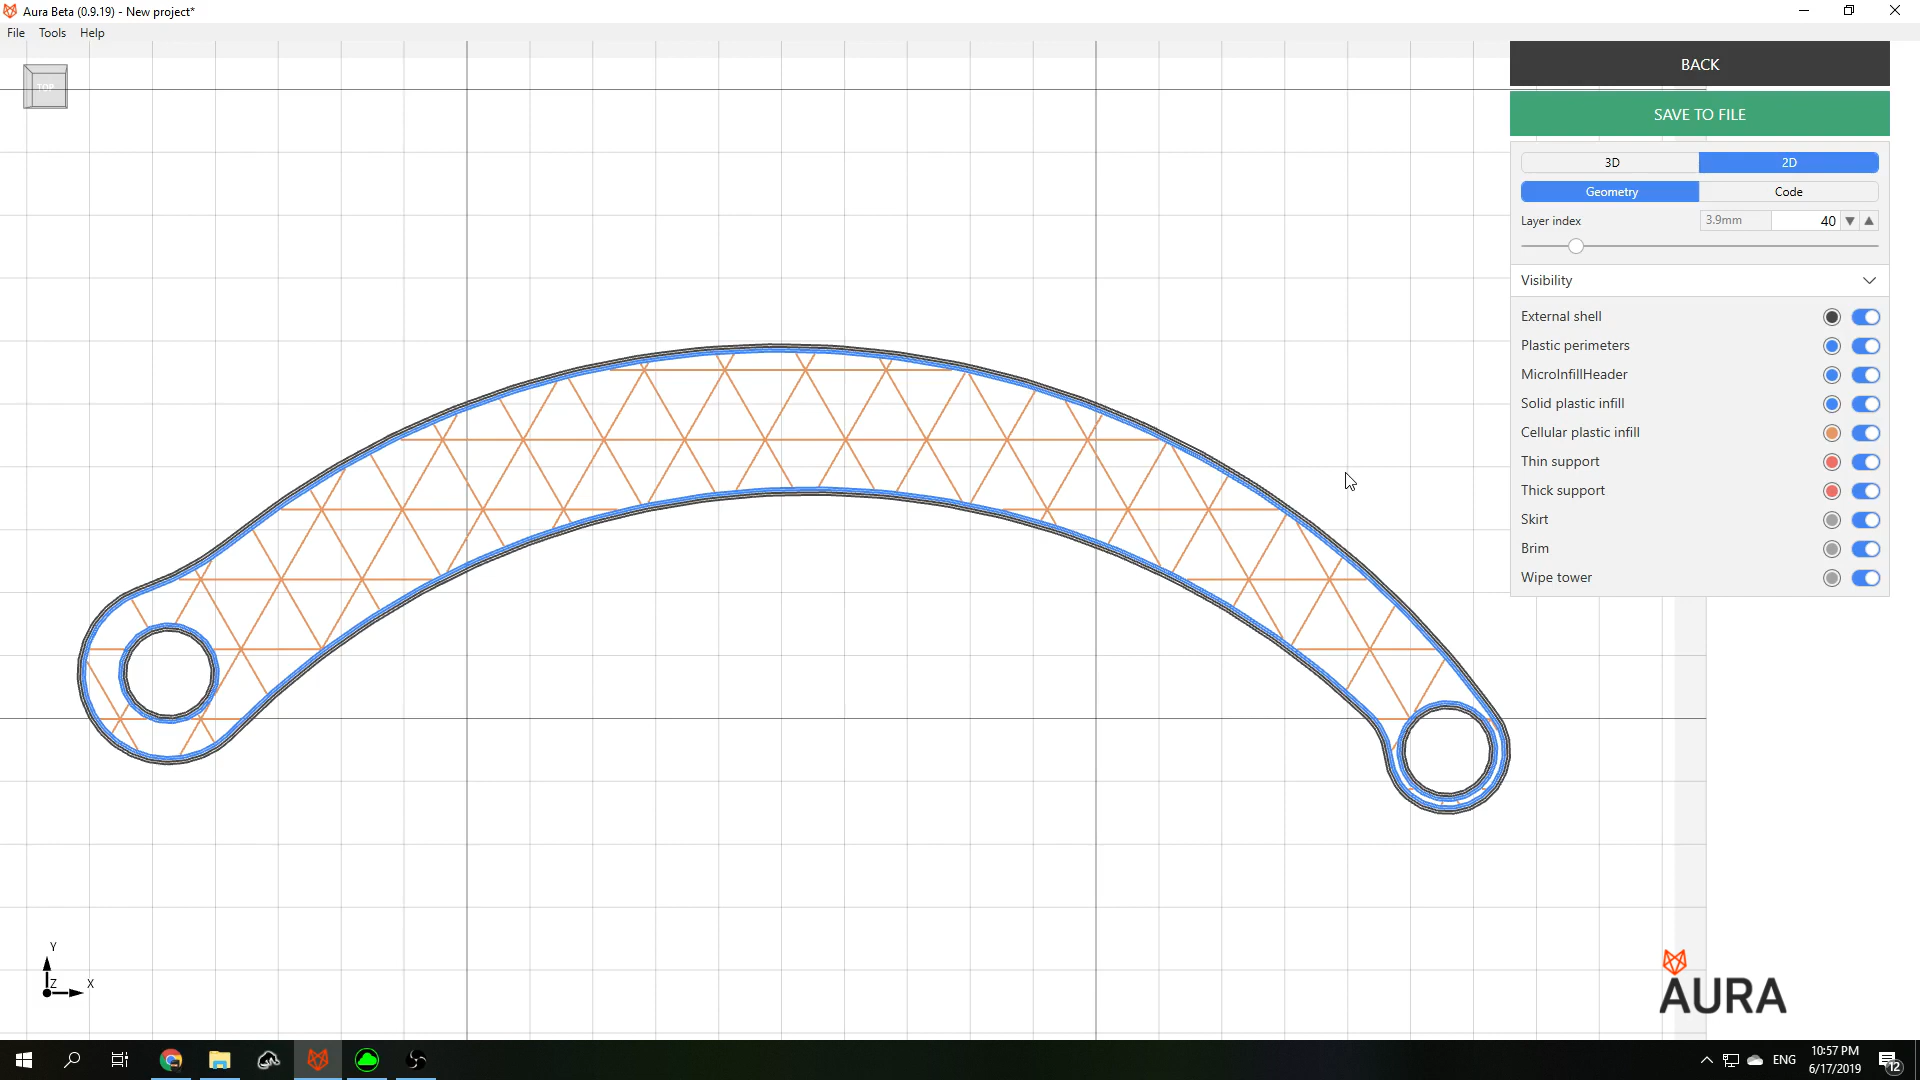 Aura Beta (0.9.19) - New project*
File Tools Help
TOP
BACK
SAVE TO FILE
3D 2D
Geometry Code
Layer index 3.9mm 40
Visibility
External shell
Plastic perimeters
MicroInfillHeader
Solid plastic infill
Cellular plastic infill
Thin support
Thick support
Skirt
Brim
Wipe tower
Y
Z X
AURA
ENG
10:57 PM
6/17/2019
12